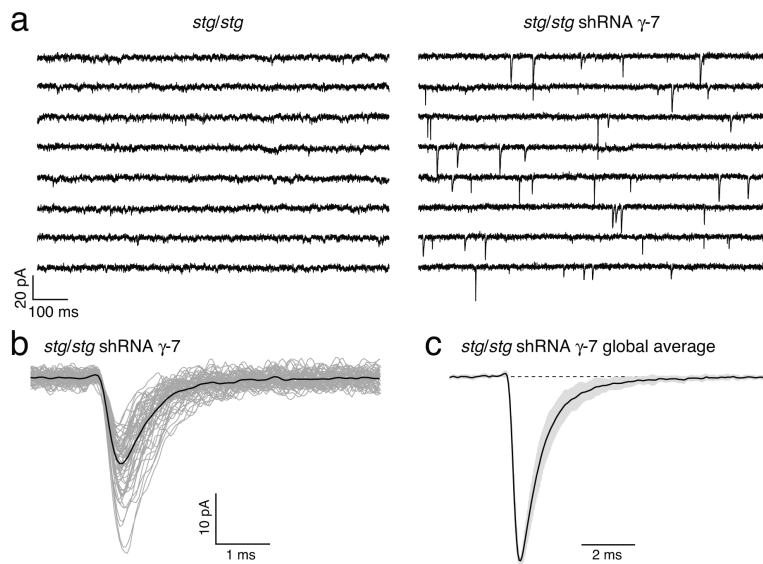 a
stg/stg
stg/stg shRNA γ-7
20 pA
100 ms
b
stg/stg shRNA γ-7
10 pA
1 ms
c
stg/stg shRNA γ-7 global average
2 ms